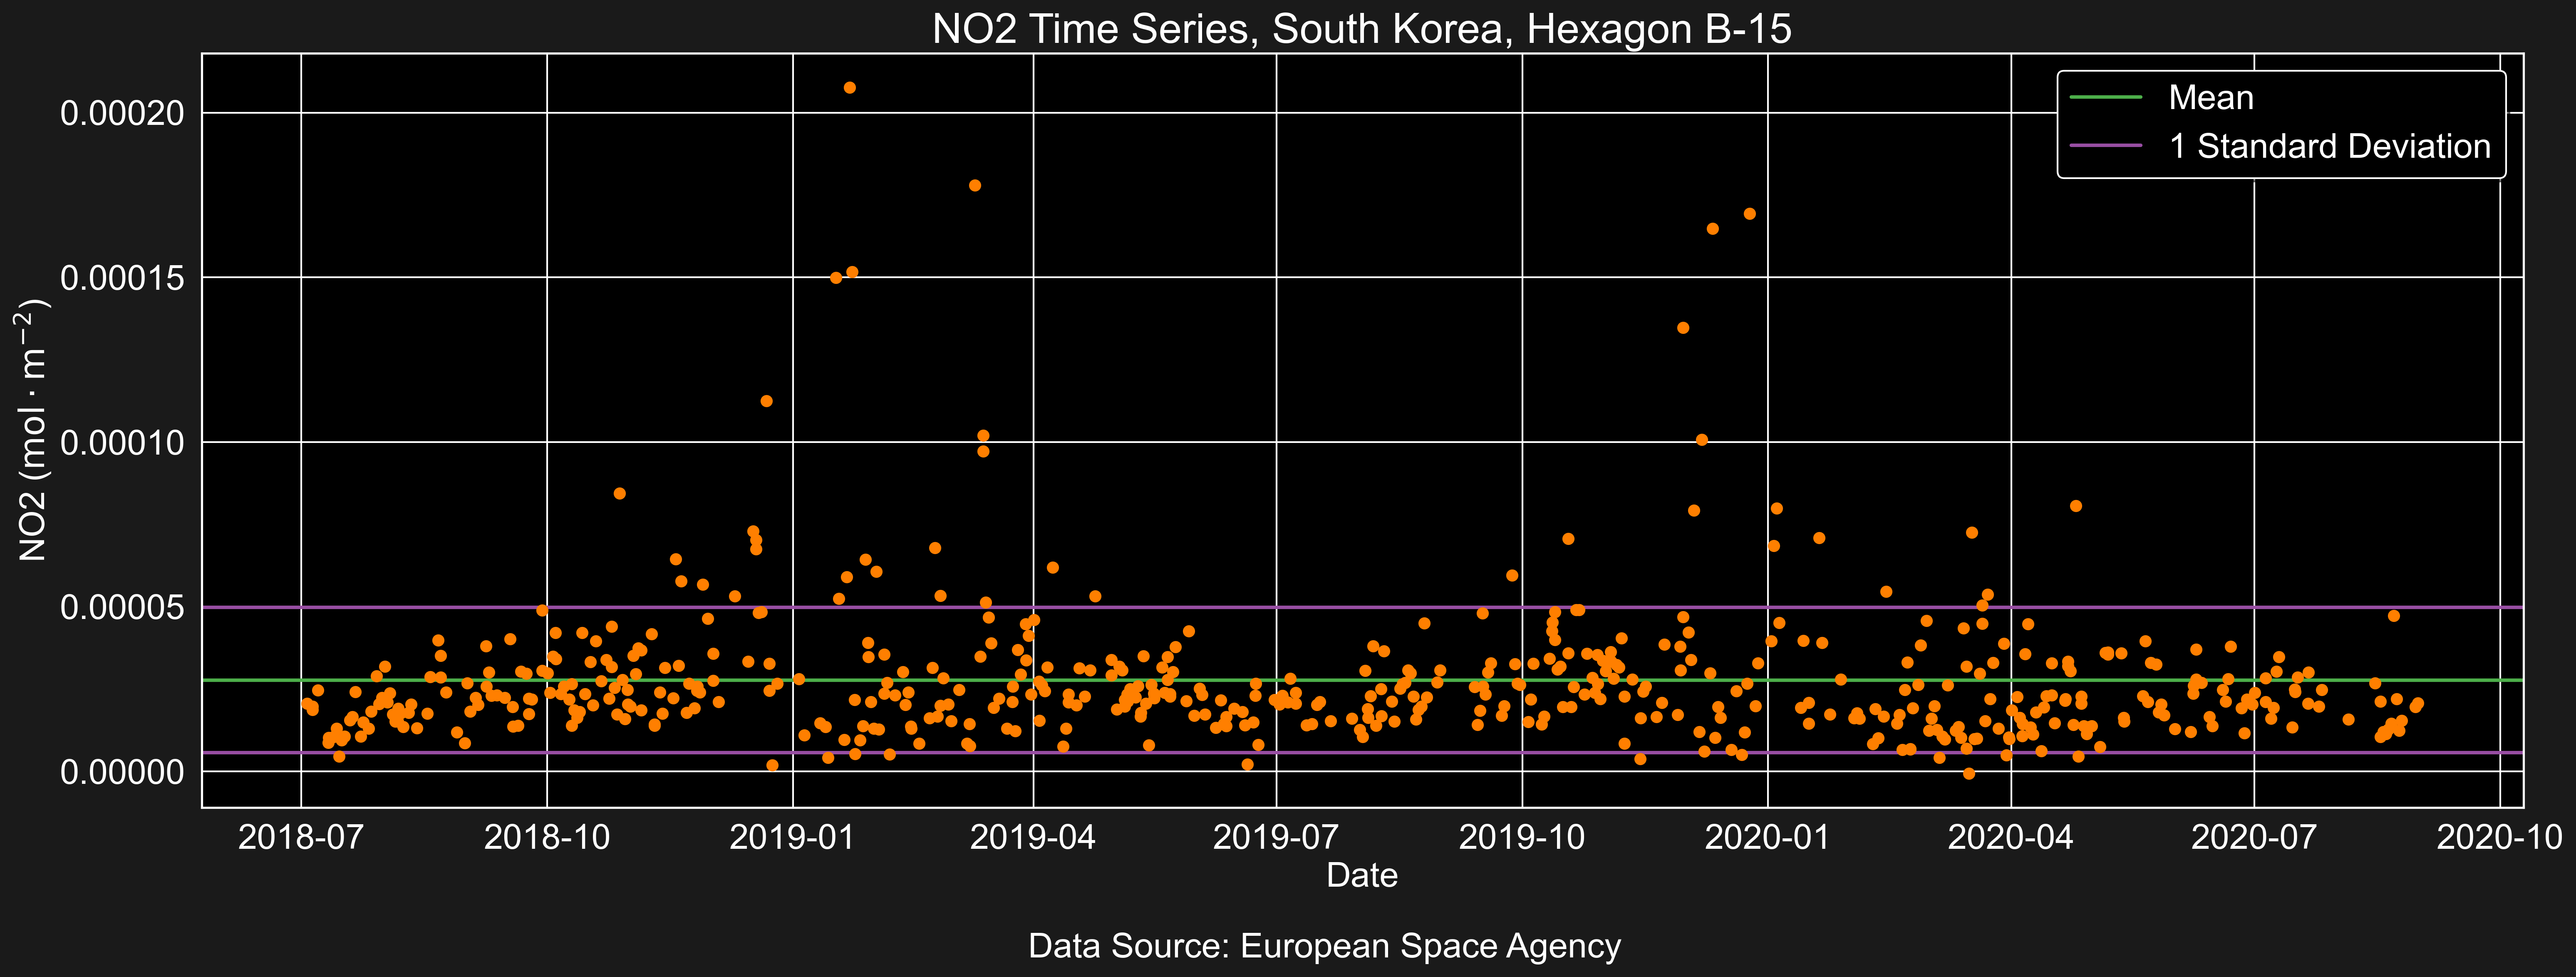 NO2 Time Series, South Korea, Hexagon B-15
Mean
1 Standard Deviation
NO2 (mol · m⁻²)
0.00020
0.00015
0.00010
0.00005
0.00000
2018-07 2018-10 2019-01 2019-04 2019-07 2019-10 2020-01 2020-04 2020-07 2020-10
Date
Data Source: European Space Agency